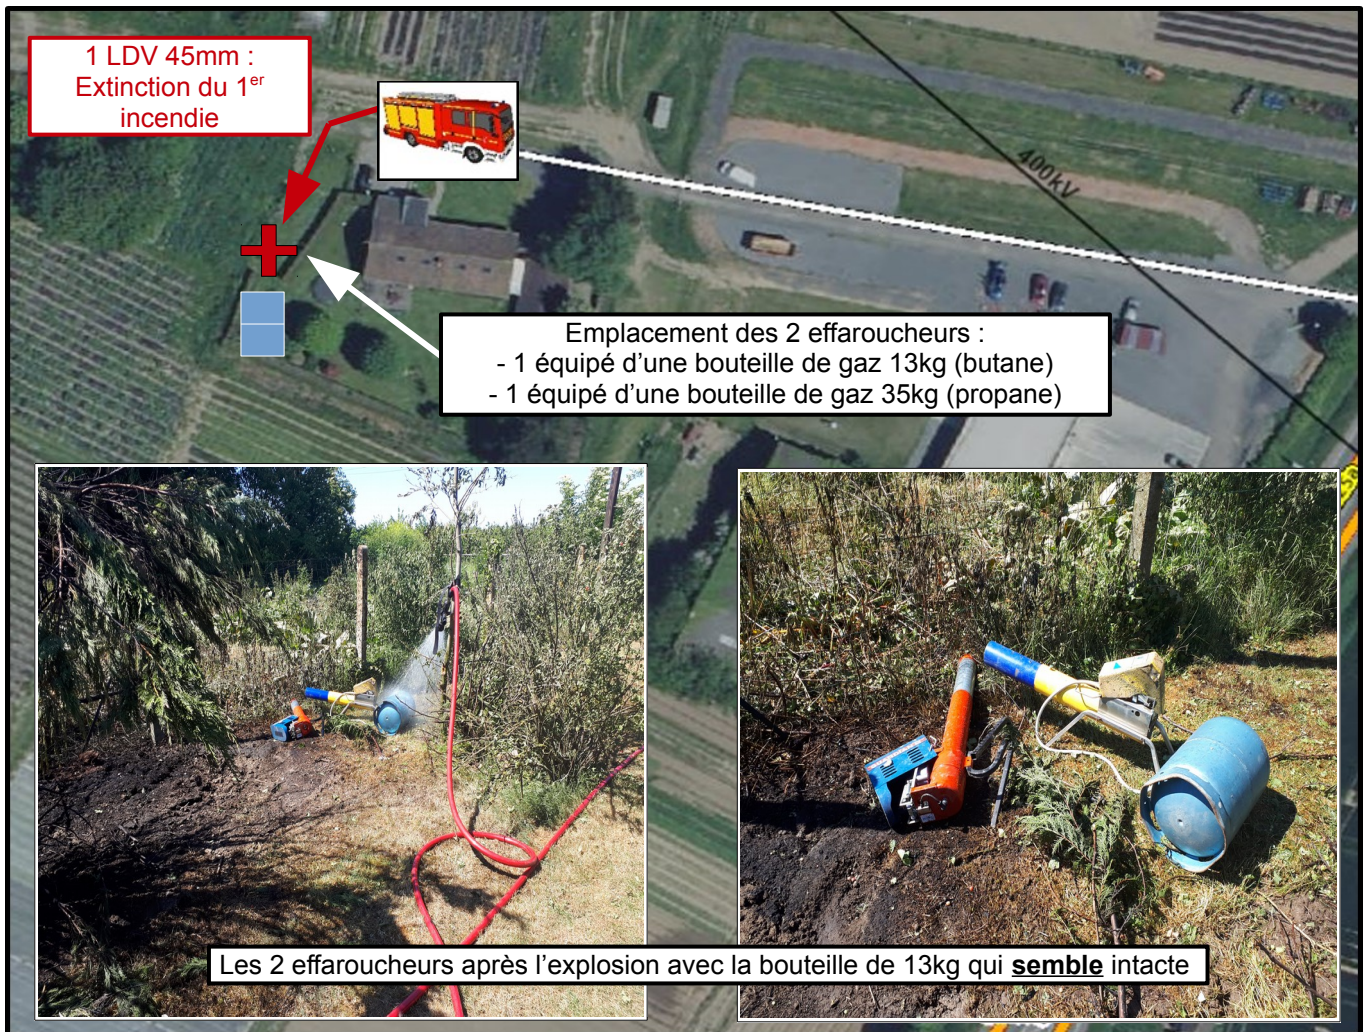 1 LDV 45mm :
Extinction du 1er
incendie
400kV
Emplacement des 2 effaroucheurs :
- 1 équipé d’une bouteille de gaz 13kg (butane)
- 1 équipé d’une bouteille de gaz 35kg (propane)
Les 2 effaroucheurs après l’explosion avec la bouteille de 13kg qui semble intacte